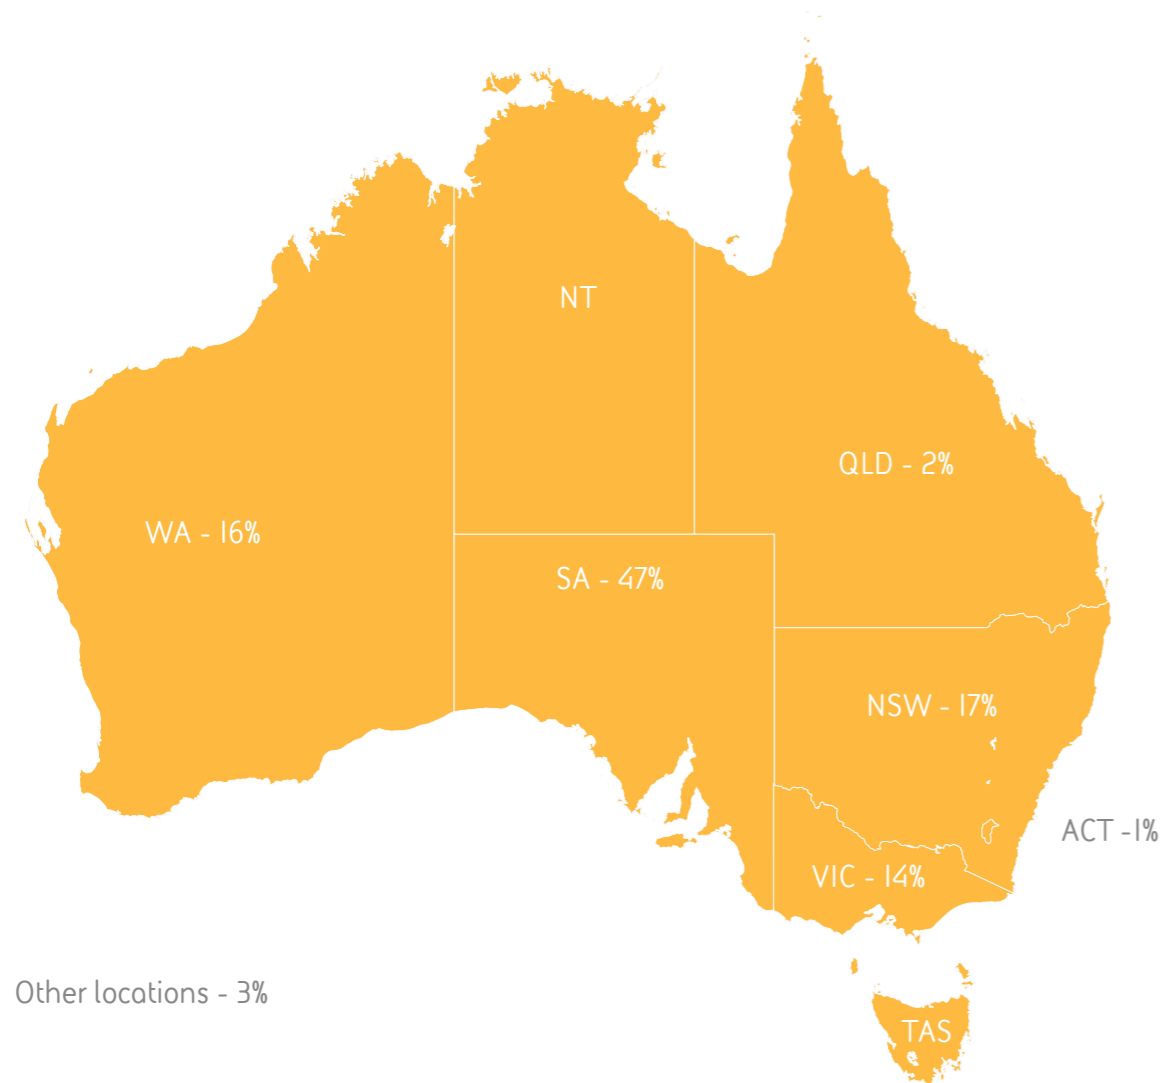 NT
QLD - 2%
WA - 16%
SA - 47%
NSW - 17%
ACT -1%
VIC - 14%
Other locations - 3%
TAS